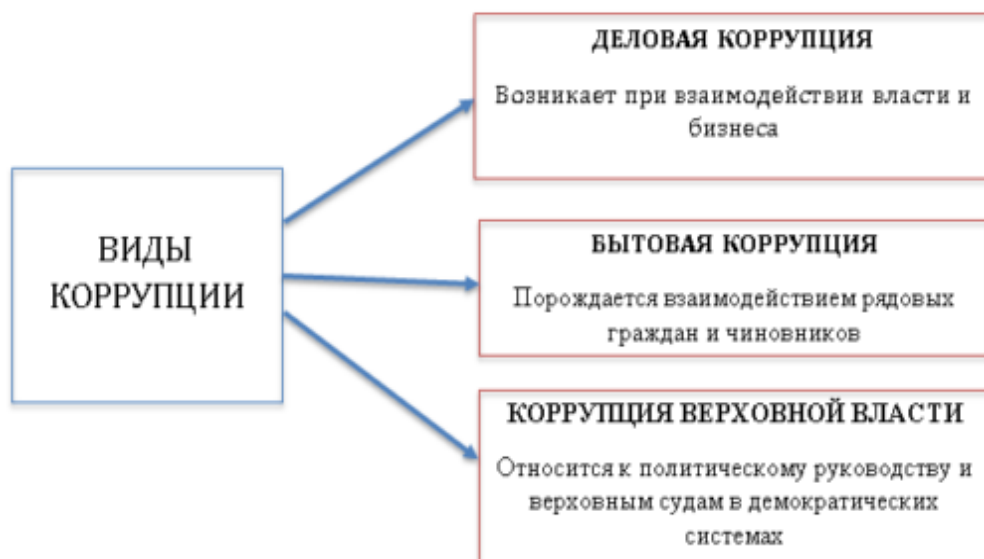 ВИДЫ
КОРРУПЦИИ
ДЕЛОВАЯ КОРРУПЦИЯ
Возникает при взаимодействии власти и
бизнеса
БЫТОВАЯ КОРРУПЦИЯ
Порождается взаимодействием рядовых
граждан и чиновников
КОРРУПЦИЯ ВЕРХОВНОЙ ВЛАСТИ
Относится к политическому руководству и
верховным судам в демократических
системах